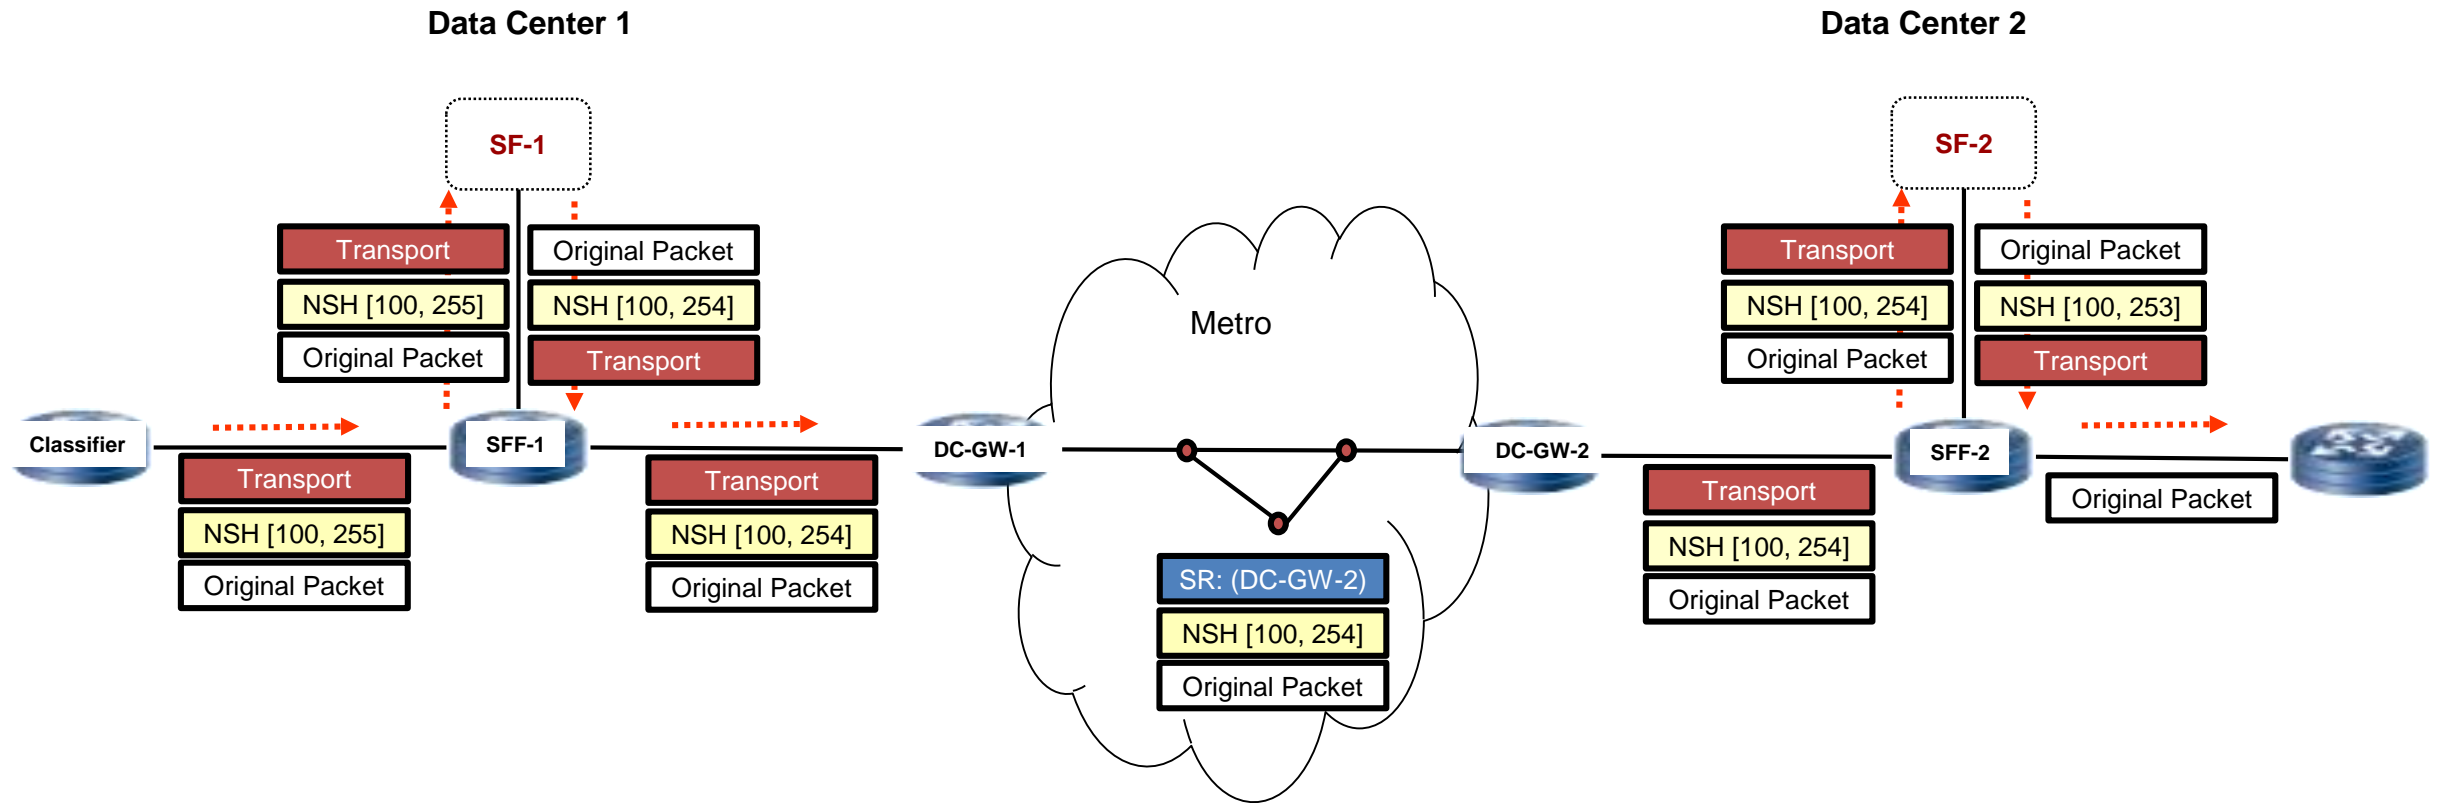 Data Center 1
Data Center 2
SF-1
SF-2
Transport
NSH [100, 255]
Original Packet
Original Packet
NSH [100, 254]
Transport
Metro
Transport
NSH [100, 254]
Original Packet
Original Packet
NSH [100, 253]
Transport
Classifier
SFF-1
DC-GW-1
DC-GW-2
SFF-2
Transport
NSH [100, 255]
Original Packet
Transport
NSH [100, 254]
Original Packet
SR: (DC-GW-2)
NSH [100, 254]
Original Packet
Transport
NSH [100, 254]
Original Packet
Original Packet